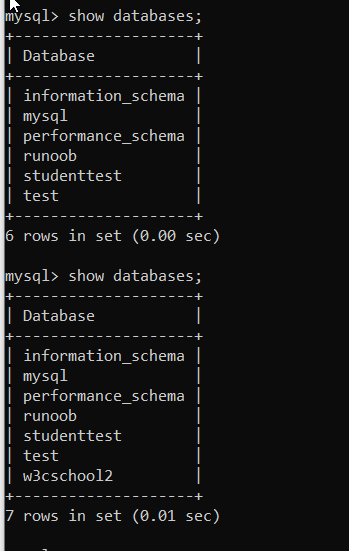 mysql> show databases;
+--------------------+
| Database           |
+--------------------+
| information_schema |
| mysql              |
| performance_schema |
| runoob             |
| studenttest        |
| test               |
+--------------------+
6 rows in set (0.00 sec)

mysql> show databases;
+--------------------+
| Database           |
+--------------------+
| information_schema |
| mysql              |
| performance_schema |
| runoob             |
| studenttest        |
| test               |
| w3cschool2         |
+--------------------+
7 rows in set (0.01 sec)